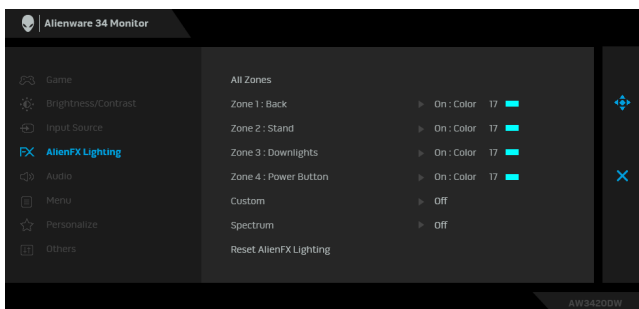 Alienware 34 Monitor
Game
Brightness/Contrast
Input Source
FX AlienFX Lighting
Audio
Menu
Personalize
Others
All Zones
Zone 1 : Back On : Color 17
Zone 2 : Stand On : Color 17
Zone 3 : Downlights On : Color 17
Zone 4 : Power Button On : Color 17
Custom Off
Spectrum Off
Reset AlienFX Lighting
AW3420DW